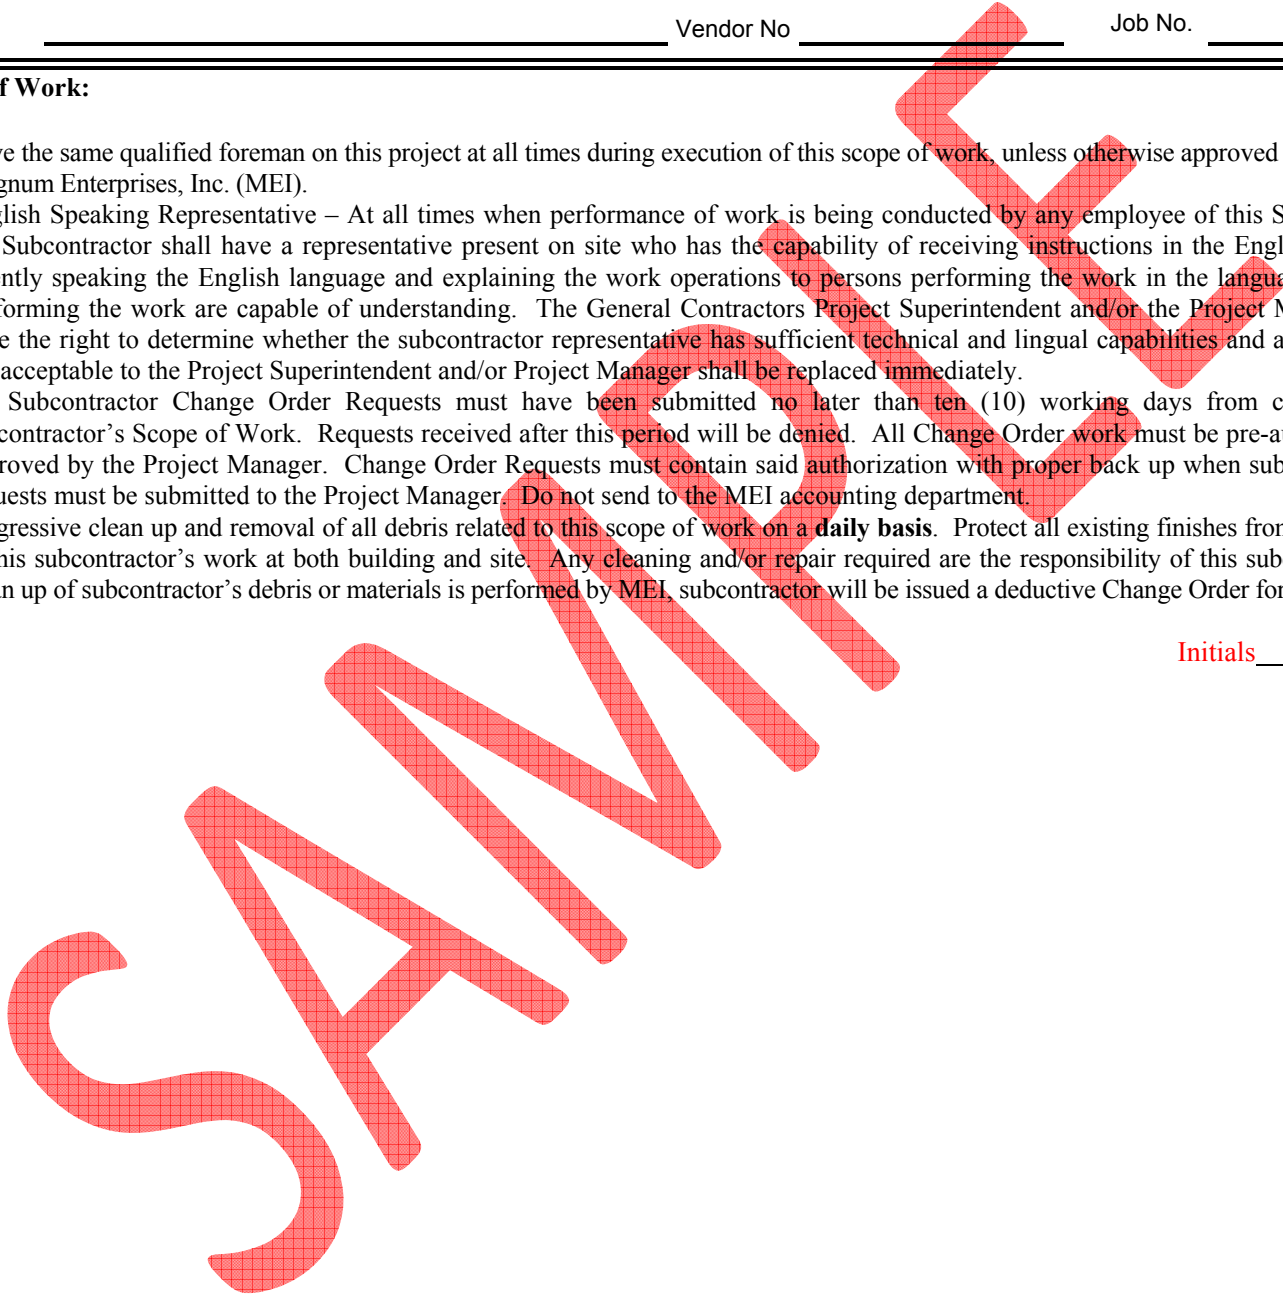 Vendor No Job No.
f Work:
ve the same qualified foreman on this project at all times during execution of this scope of work, unless otherwise approved
gnum Enterprises, Inc. (MEI).
glish Speaking Representative – At all times when performance of work is being conducted by any employee of this S
Subcontractor shall have a representative present on site who has the capability of receiving instructions in the Engl
ently speaking the English language and explaining the work operations to persons performing the work in the langua
forming the work are capable of understanding. The General Contractors Project Superintendent and/or the Project M
e the right to determine whether the subcontractor representative has sufficient technical and lingual capabilities and a
acceptable to the Project Superintendent and/or Project Manager shall be replaced immediately.
Subcontractor Change Order Requests must have been submitted no later than ten (10) working days from c
contractor’s Scope of Work. Requests received after this period will be denied. All Change Order work must be pre-au
proved by the Project Manager. Change Order Requests must contain said authorization with proper back up when sub
quests must be submitted to the Project Manager. Do not send to the MEI accounting department.
gressive clean up and removal of all debris related to this scope of work on a daily basis. Protect all existing finishes from
his subcontractor’s work at both building and site. Any cleaning and/or repair required are the responsibility of this sub
an up of subcontractor’s debris or materials is performed by MEI, subcontractor will be issued a deductive Change Order for
Initials
SAMPLE